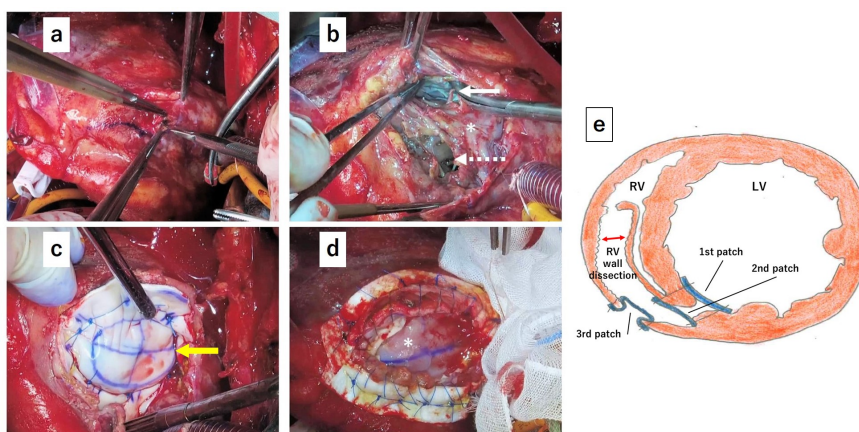 a
b
*
c
d
*
e
RV
LV
RV
wall
dissection
1st patch
2nd patch
3rd patch